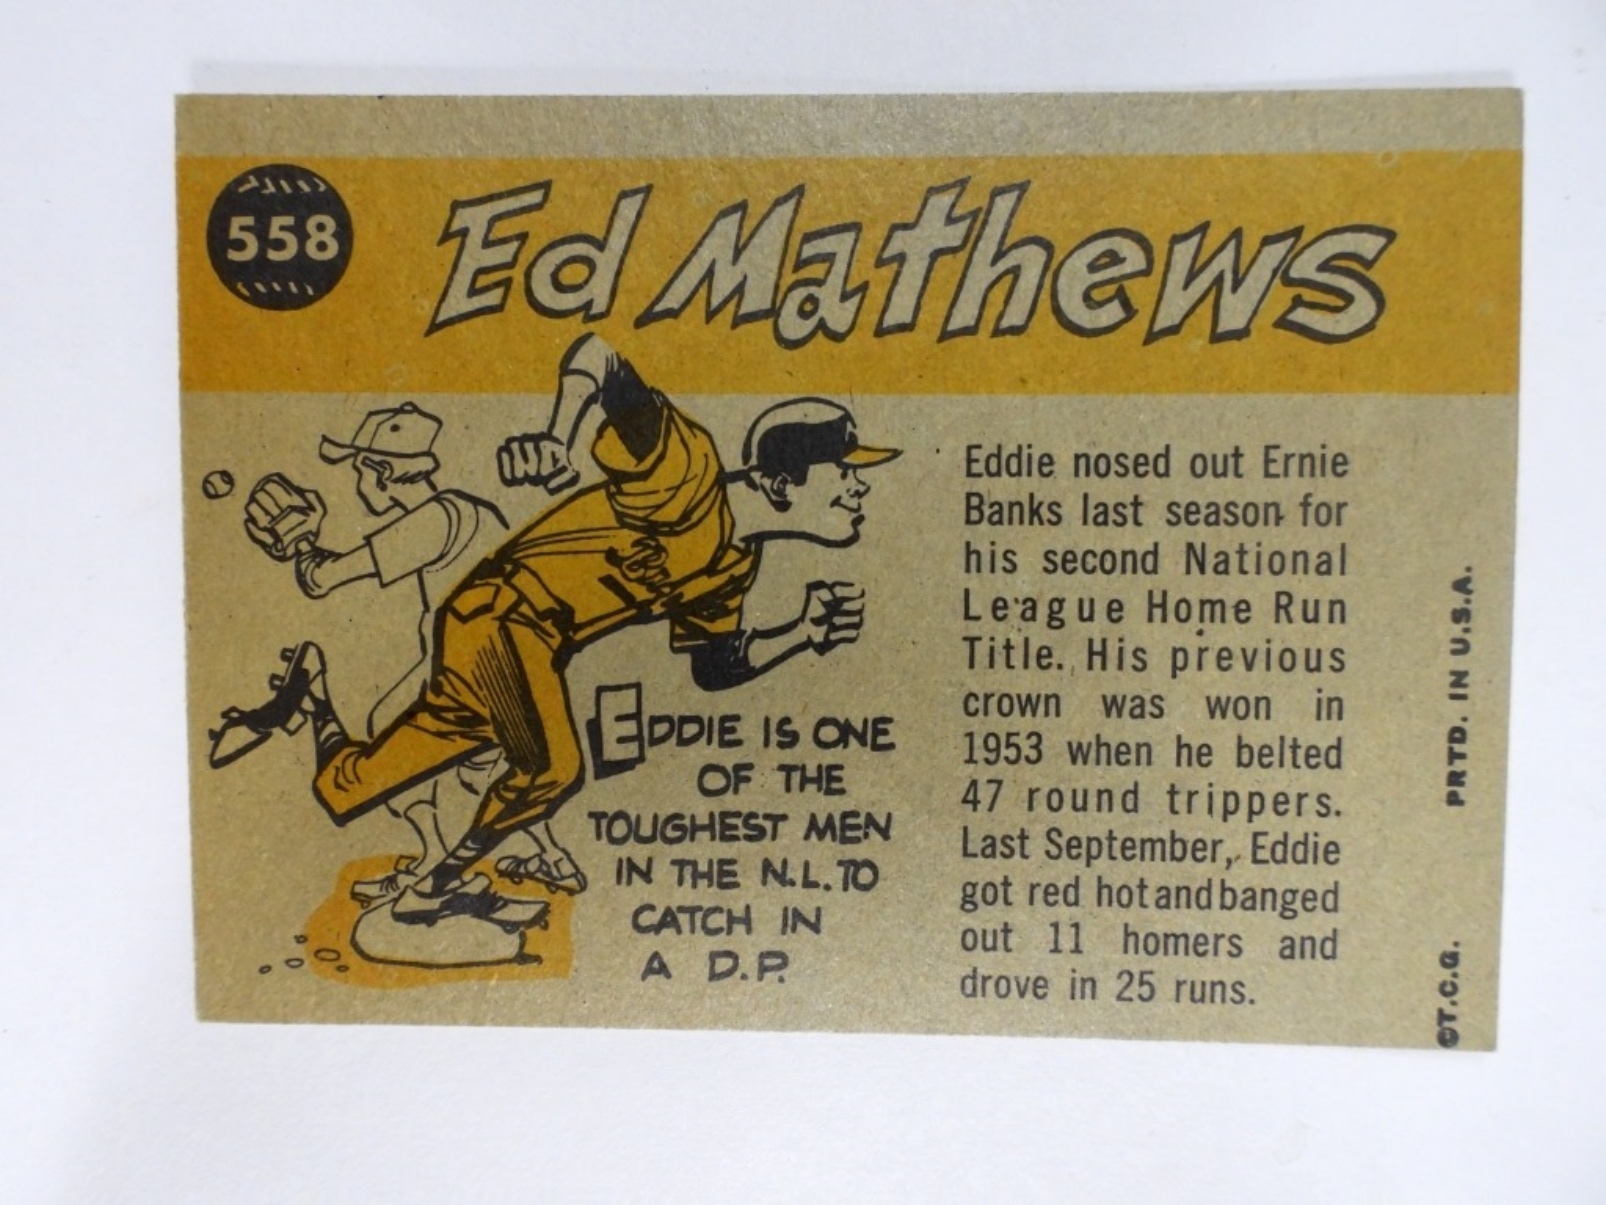 558
Ed Mathews
EDDIE IS ONE
OF THE
TOUGHEST MEN
IN THE N.L. TO
CATCH IN
A D.P.
Eddie nosed out Ernie
Banks last season for
his second National
League Home Run
Title. His previous
crown was won in
1953 when he belted
47 round trippers.
Last September, Eddie
got red hot and banged
out 11 homers and
drove in 25 runs.
©T.C.G. PRTD. IN U.S.A.